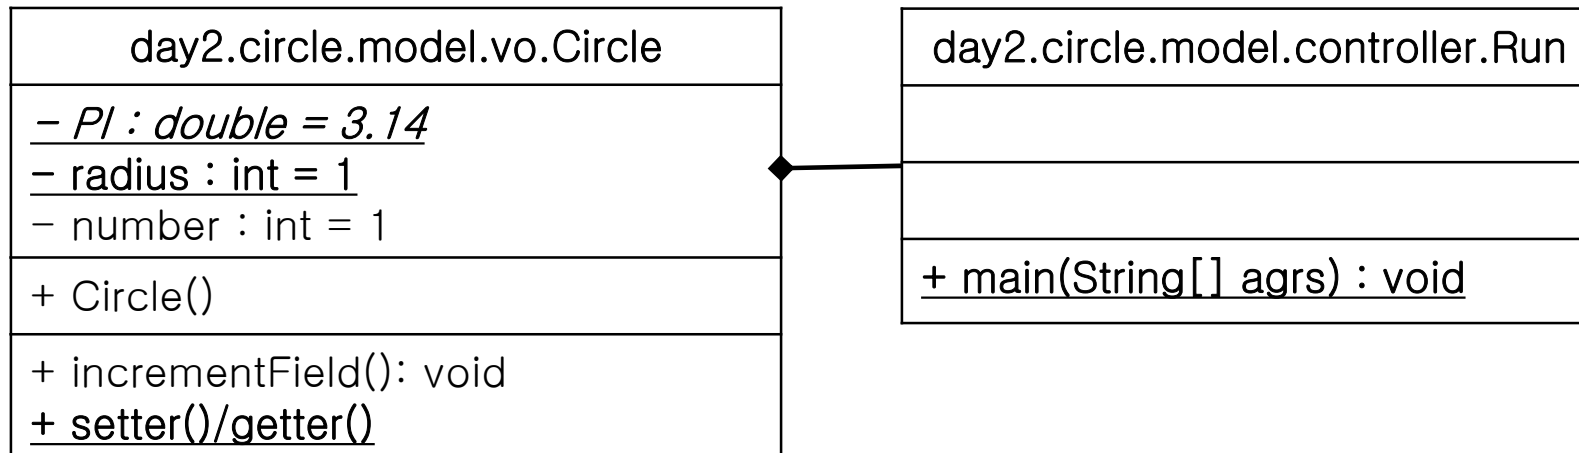 day2.circle.model.vo.Circle
- PI : double = 3.14
- radius : int = 1
- number : int = 1
+ Circle()
+ incrementField(): void
+ setter()/getter()
day2.circle.model.controller.Run
+ main(String[] agrs) : void